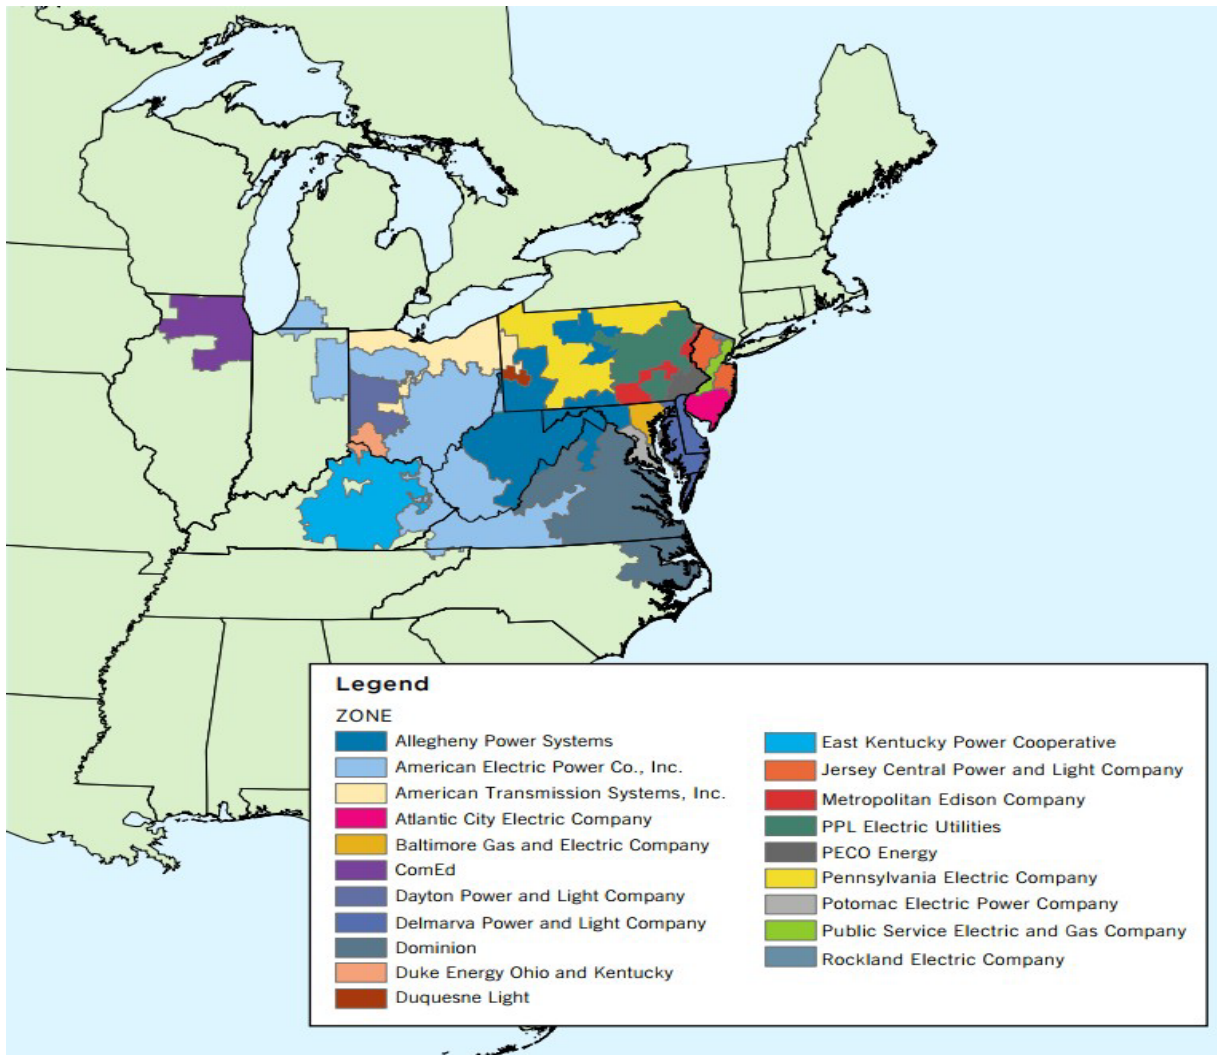 Legend
ZONE
Allegheny Power Systems
American Electric Power Co., Inc.
American Transmission Systems, Inc.
Atlantic City Electric Company
Baltimore Gas and Electric Company
ComEd
Dayton Power and Light Company
Delmarva Power and Light Company
Dominion
Duke Energy Ohio and Kentucky
Duquesne Light
East Kentucky Power Cooperative
Jersey Central Power and Light Company
Metropolitan Edison Company
PPL Electric Utilities
PECO Energy
Pennsylvania Electric Company
Potomac Electric Power Company
Public Service Electric and Gas Company
Rockland Electric Company